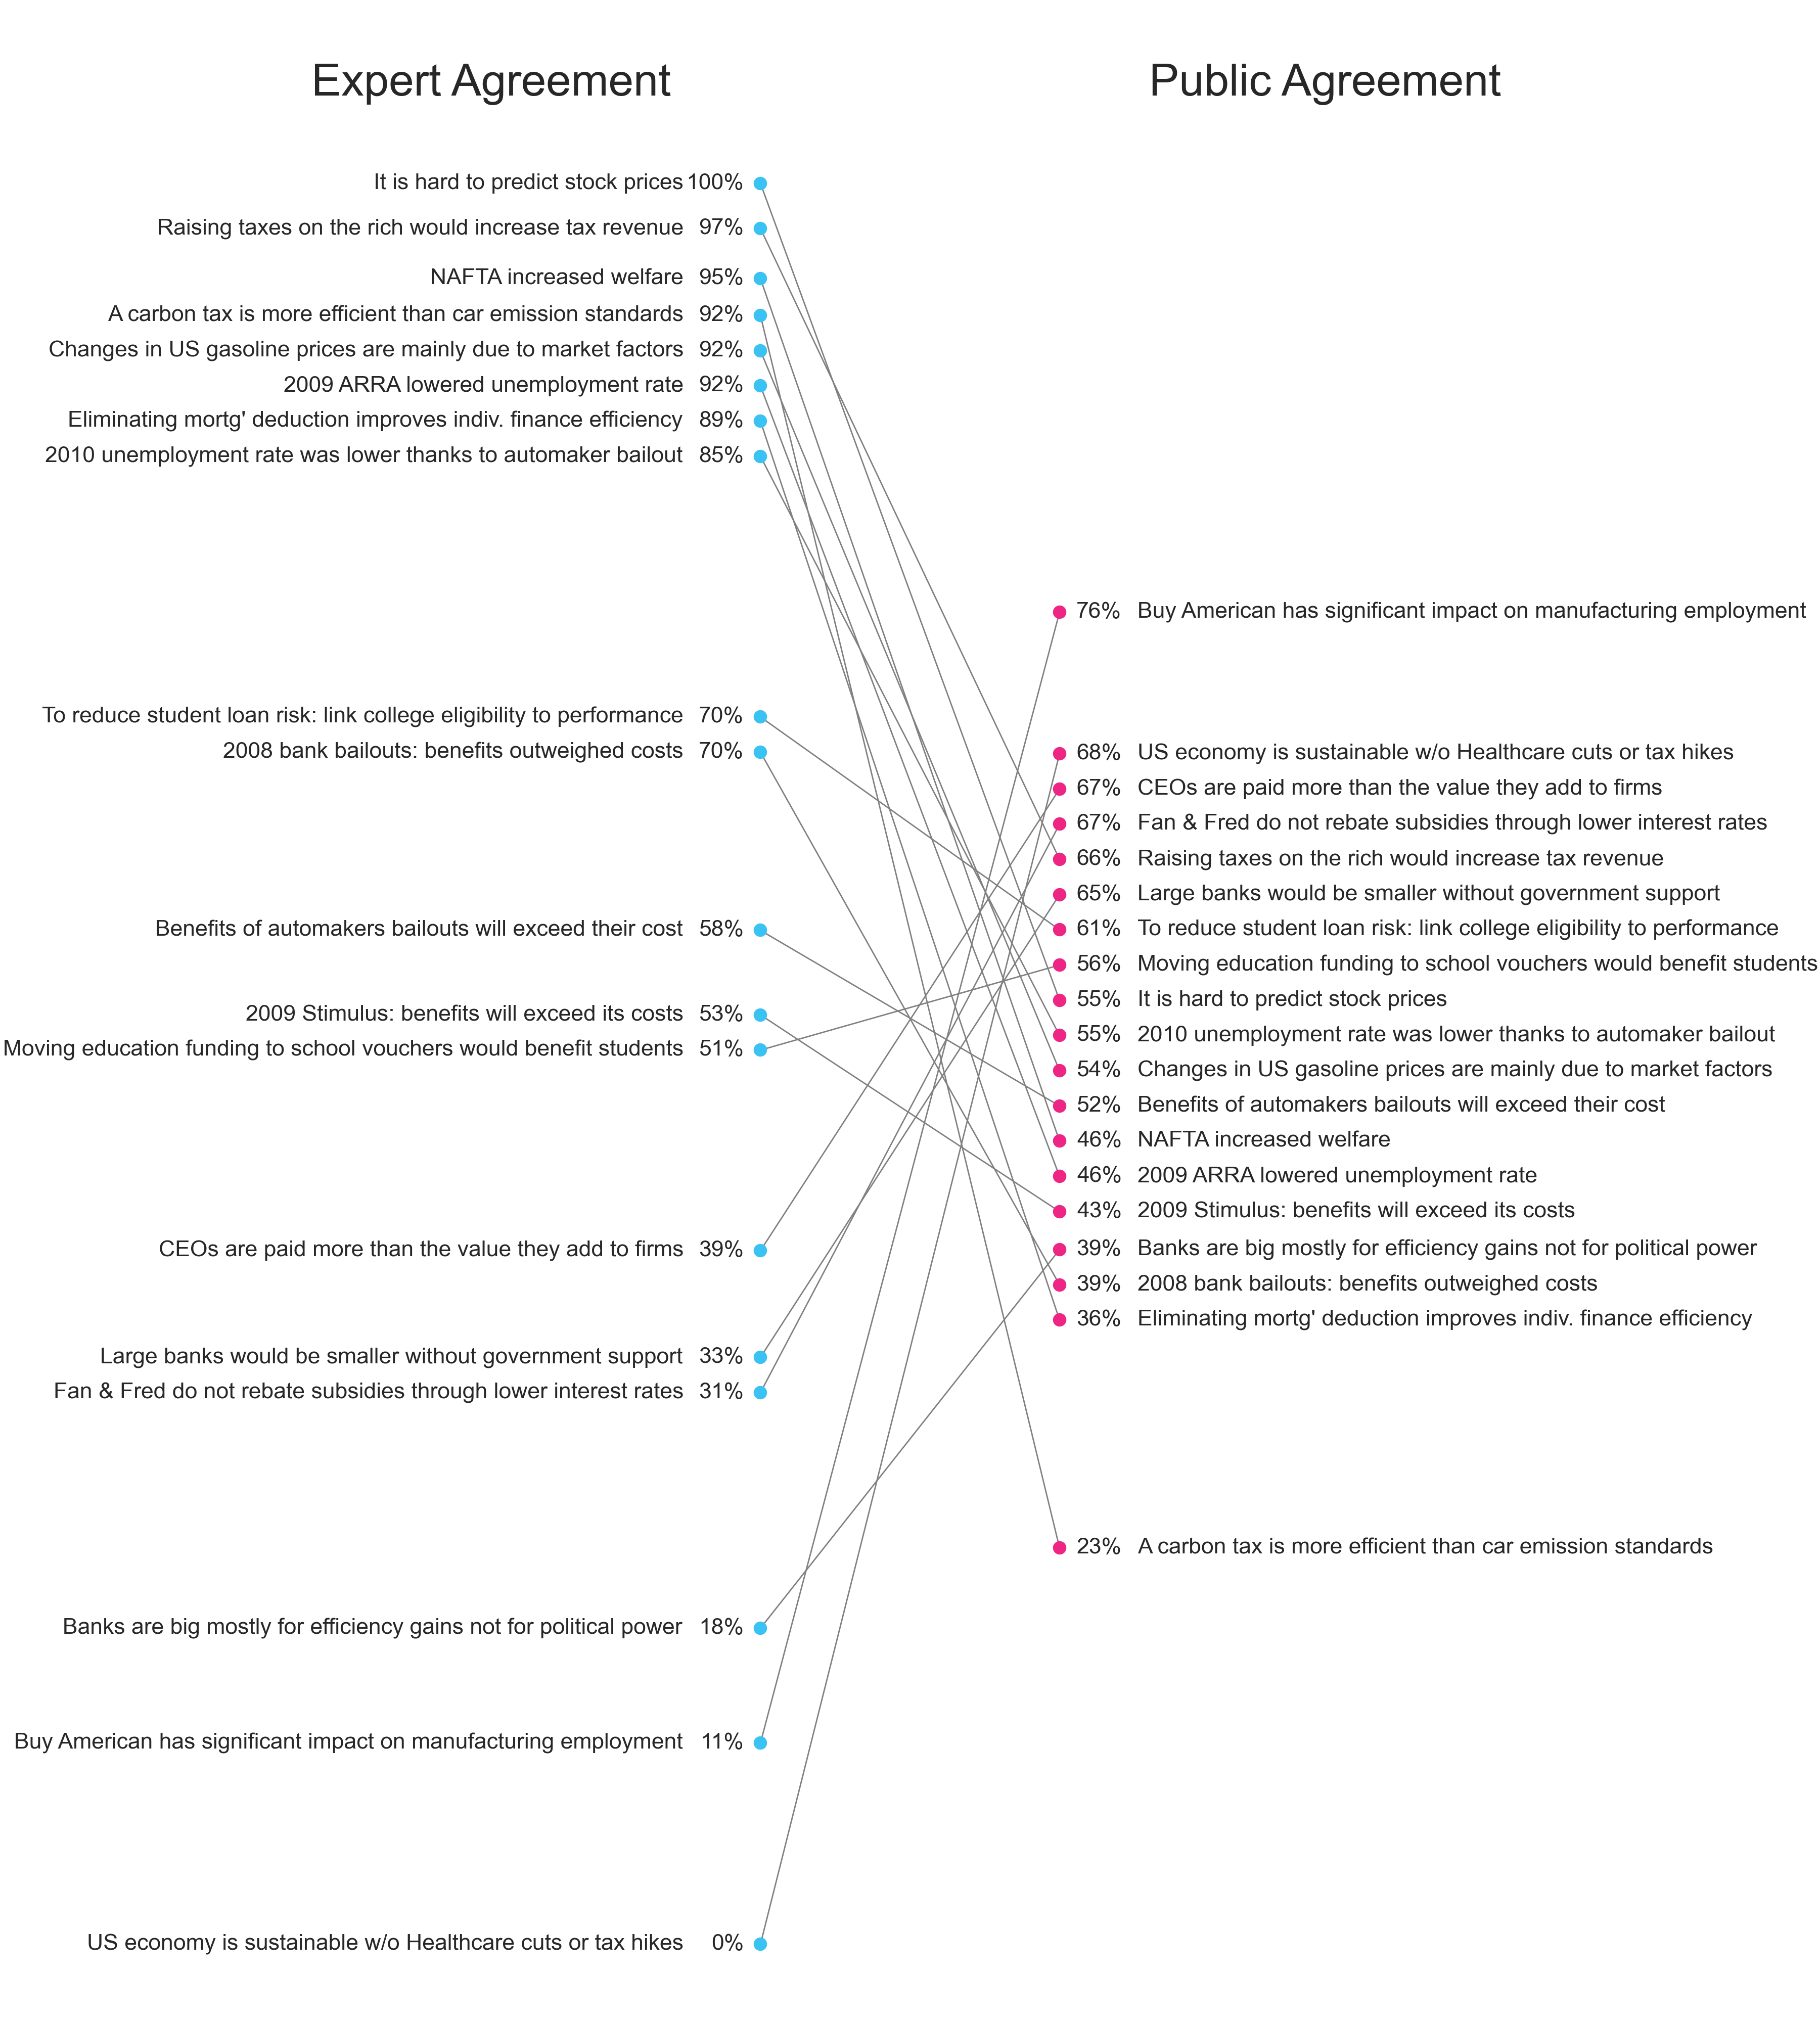 Expert Agreement
It is hard to predict stock prices 100%
Raising taxes on the rich would increase tax revenue 97%
NAFTA increased welfare 95%
A carbon tax is more efficient than car emission standards 92%
Changes in US gasoline prices are mainly due to market factors 92%
2009 ARRA lowered unemployment rate 92%
Eliminating mortg' deduction improves indiv. finance efficiency 89%
2010 unemployment rate was lower thanks to automaker bailout 85%
To reduce student loan risk: link college eligibility to performance 70%
2008 bank bailouts: benefits outweighed costs 70%
Benefits of automakers bailouts will exceed their cost 58%
2009 Stimulus: benefits will exceed its costs 53%
Moving education funding to school vouchers would benefit students 51%
CEOs are paid more than the value they add to firms 39%
Large banks would be smaller without government support 33%
Fan & Fred do not rebate subsidies through lower interest rates 31%
Banks are big mostly for efficiency gains not for political power 18%
Buy American has significant impact on manufacturing employment 11%
US economy is sustainable w/o Healthcare cuts or tax hikes 0%
Public Agreement
76% Buy American has significant impact on manufacturing employment
68% US economy is sustainable w/o Healthcare cuts or tax hikes
67% CEOs are paid more than the value they add to firms
67% Fan & Fred do not rebate subsidies through lower interest rates
66% Raising taxes on the rich would increase tax revenue
65% Large banks would be smaller without government support
61% To reduce student loan risk: link college eligibility to performance
56% Moving education funding to school vouchers would benefit students
55% It is hard to predict stock prices
55% 2010 unemployment rate was lower thanks to automaker bailout
54% Changes in US gasoline prices are mainly due to market factors
52% Benefits of automakers bailouts will exceed their cost
46% NAFTA increased welfare
46% 2009 ARRA lowered unemployment rate
43% 2009 Stimulus: benefits will exceed its costs
39% Banks are big mostly for efficiency gains not for political power
39% 2008 bank bailouts: benefits outweighed costs
36% Eliminating mortg' deduction improves indiv. finance efficiency
23% A carbon tax is more efficient than car emission standards